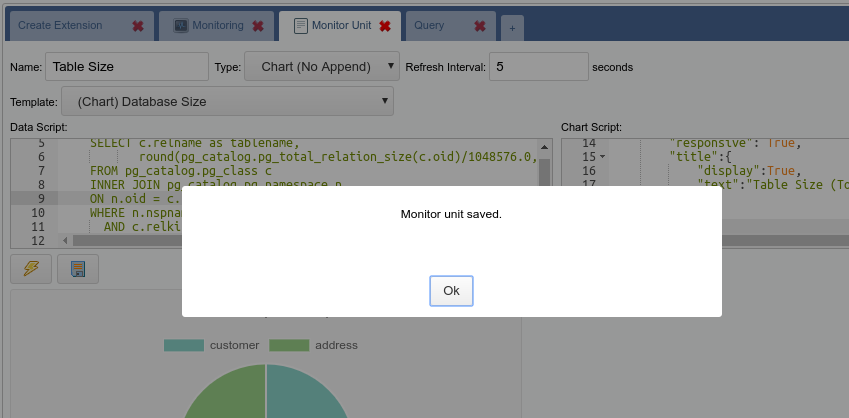 Create Extension
Monitoring
Monitor Unit
Query
+
Name: Table Size Type: Chart (No Append) Refresh Interval: 5 seconds
Template: (Chart) Database Size
Data Script:
5 SELECT c.relname as tablename,
6 round(pg_catalog.pg_total_relation_size(c.oid)/1048576.0,
7 FROM pg_catalog.pg_class c
8 INNER JOIN pg_catalog.pg_namespace n
9 ON n.oid = c.
10 WHERE n.nspna
11 AND c.relki
12
Chart Script:
14 "responsive": True,
15 "title":{
16 "display":True,
17 "text":"Table Size (To
Monitor unit saved.
Ok
customer
address